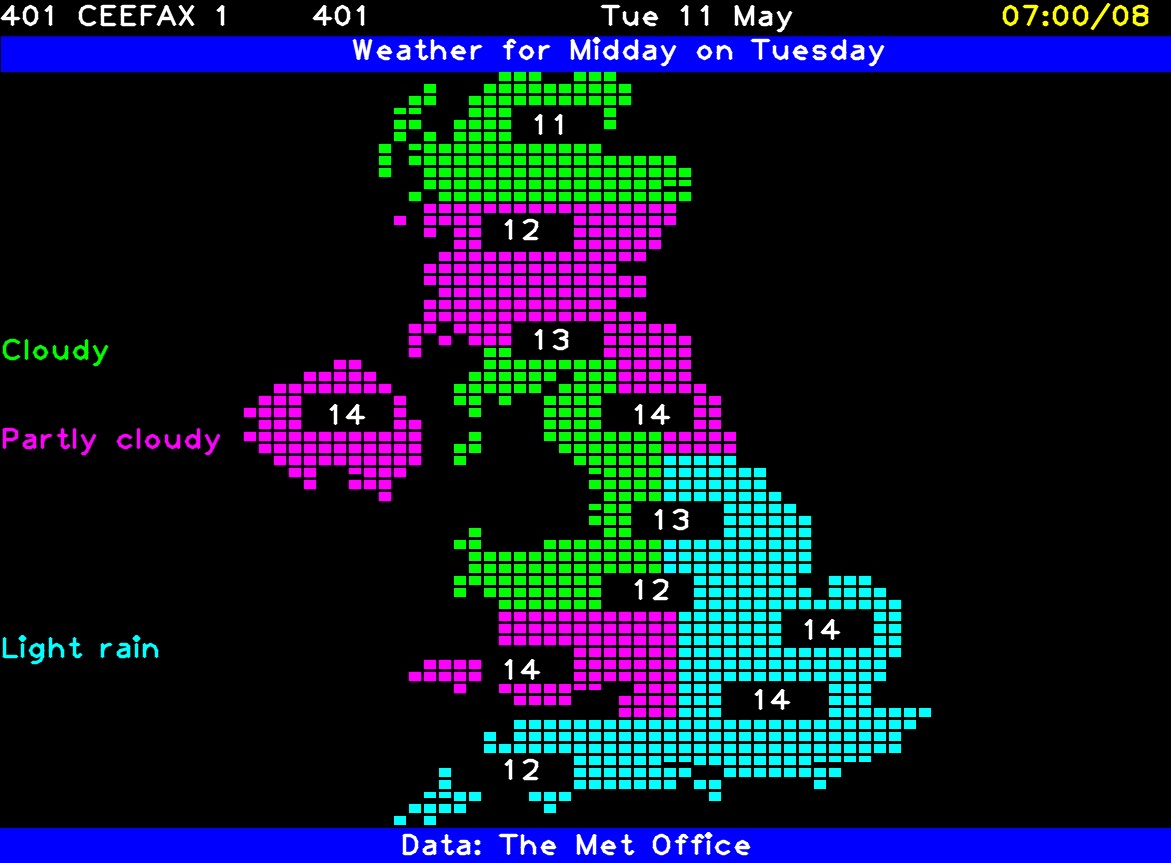 401 CEEFAX 1 401 Tue 11 May 07:00/08
Weather for Midday on Tuesday
11
12
13
Cloudy
14 14
Partly cloudy
13
12
14
Light rain
14
14
12
Data: The Met Office